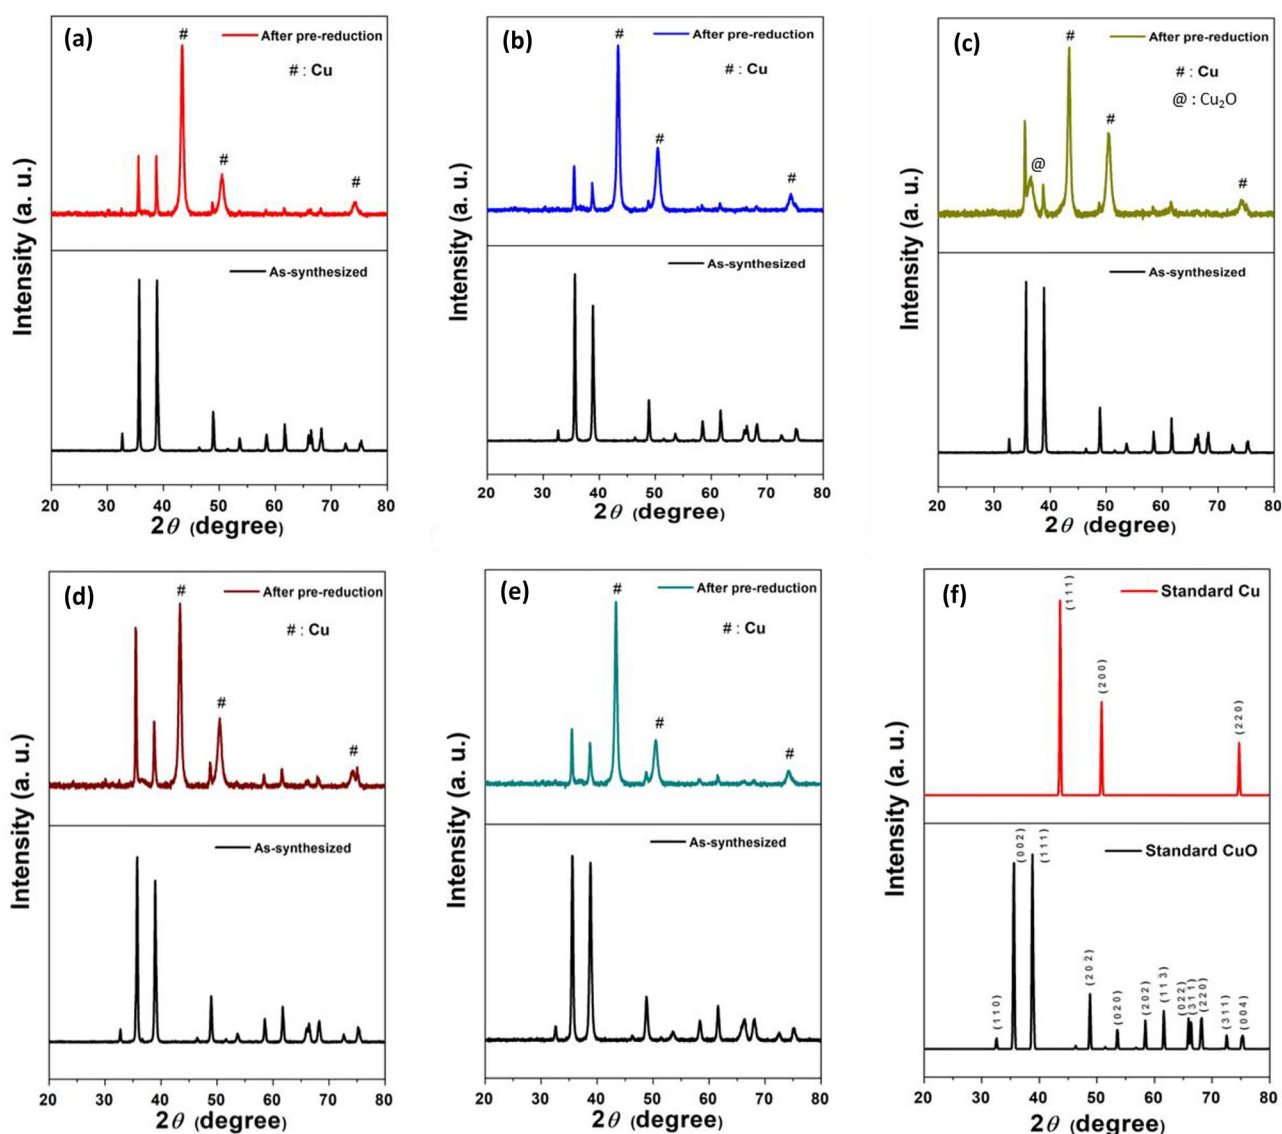 (a)
After pre-reduction
#
# : Cu
#
#
As-synthesized
Intensity (a. u.)
20 30 40 50 60 70 80
2θ (degree)
(b)
After pre-reduction
#
# : Cu
#
#
As-synthesized
Intensity (a. u.)
20 30 40 50 60 70 80
2θ (degree)
(c)
After pre-reduction
#
# : Cu
@ : Cu₂O
#
@
#
As-synthesized
Intensity (a. u.)
20 30 40 50 60 70 80
2θ (degree)
(d)
After pre-reduction
#
# : Cu
#
#
As-synthesized
Intensity (a. u.)
20 30 40 50 60 70 80
2θ (degree)
(e)
After pre-reduction
#
# : Cu
#
#
As-synthesized
Intensity (a. u.)
20 30 40 50 60 70 80
2θ (degree)
(f)
Standard Cu
(111)
(200)
(220)
Standard CuO
(110)
(002)
(111)
(202)
(020)
(202)
(113)
(022)
(311)
(220)
(311)
(004)
Intensity (a. u.)
20 30 40 50 60 70 80
2θ (degree)